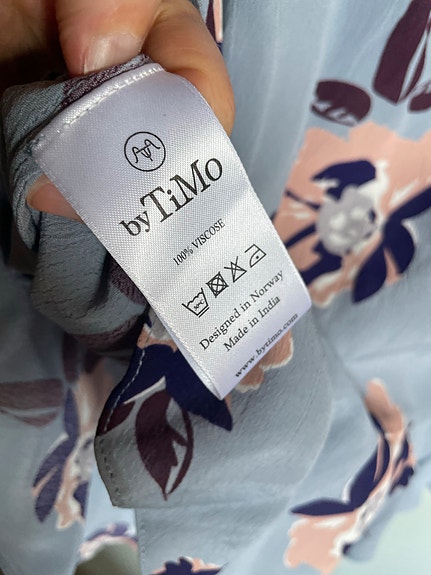 byTiMo
100% VISCOSE
Designed in Norway
Made in India
www.bytimo.com